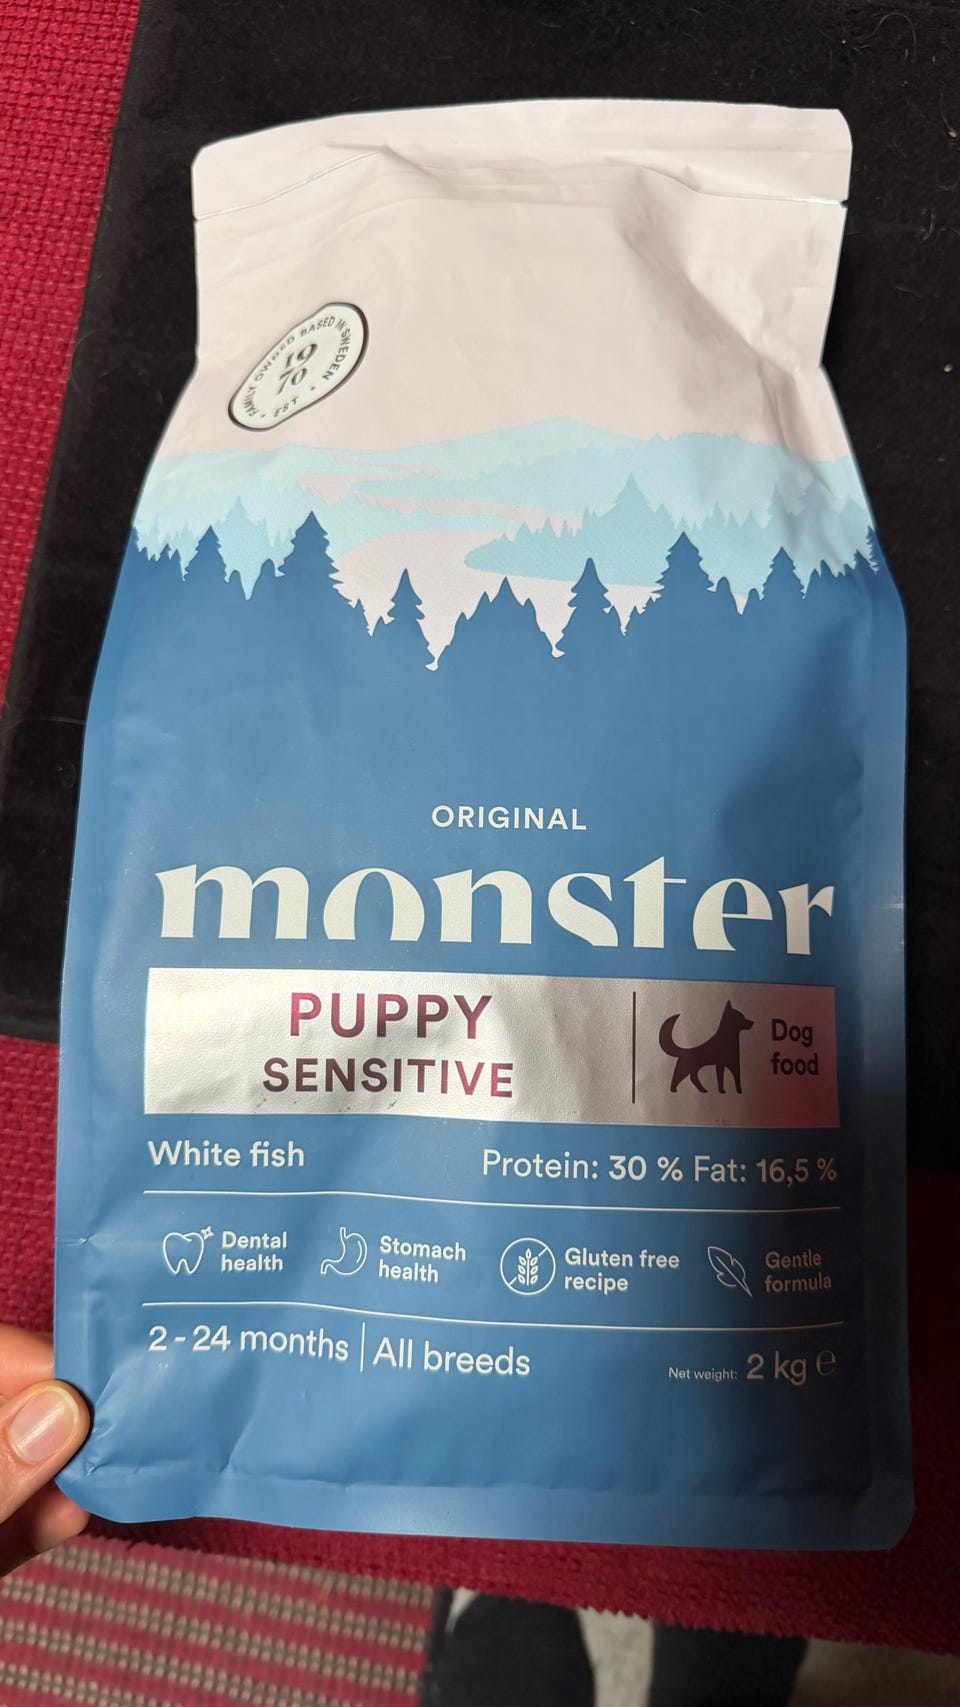 FAMILY OWNED BASED IN SWEDEN
19
70
EST
ORIGINAL
monster
PUPPY
SENSITIVE
Dog
food
White fish
Protein: 30 % Fat: 16,5 %
Dental
health
Stomach
health
Gluten free
recipe
Gentle
formula
2 - 24 months | All breeds
Net weight: 2 kg ℮